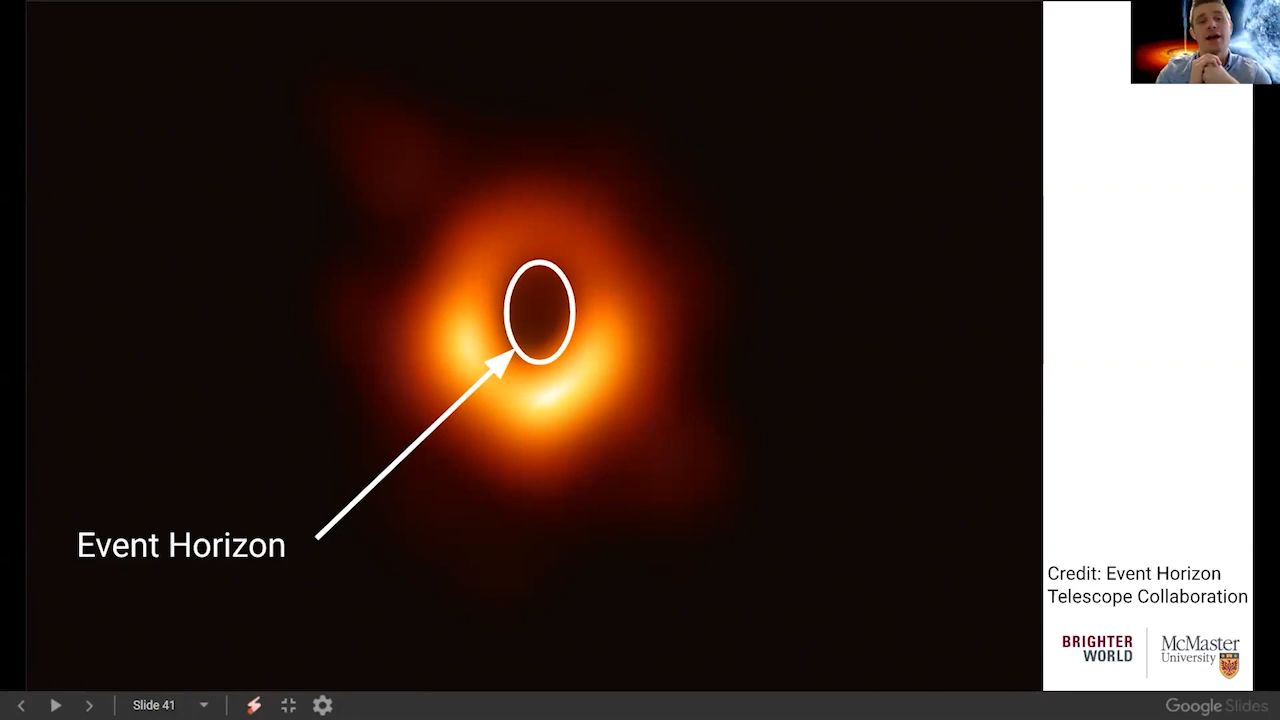 Event Horizon
Credit: Event Horizon
Telescope Collaboration
BRIGHTER
WORLD
McMaster
University
Slide 41
Google Slides